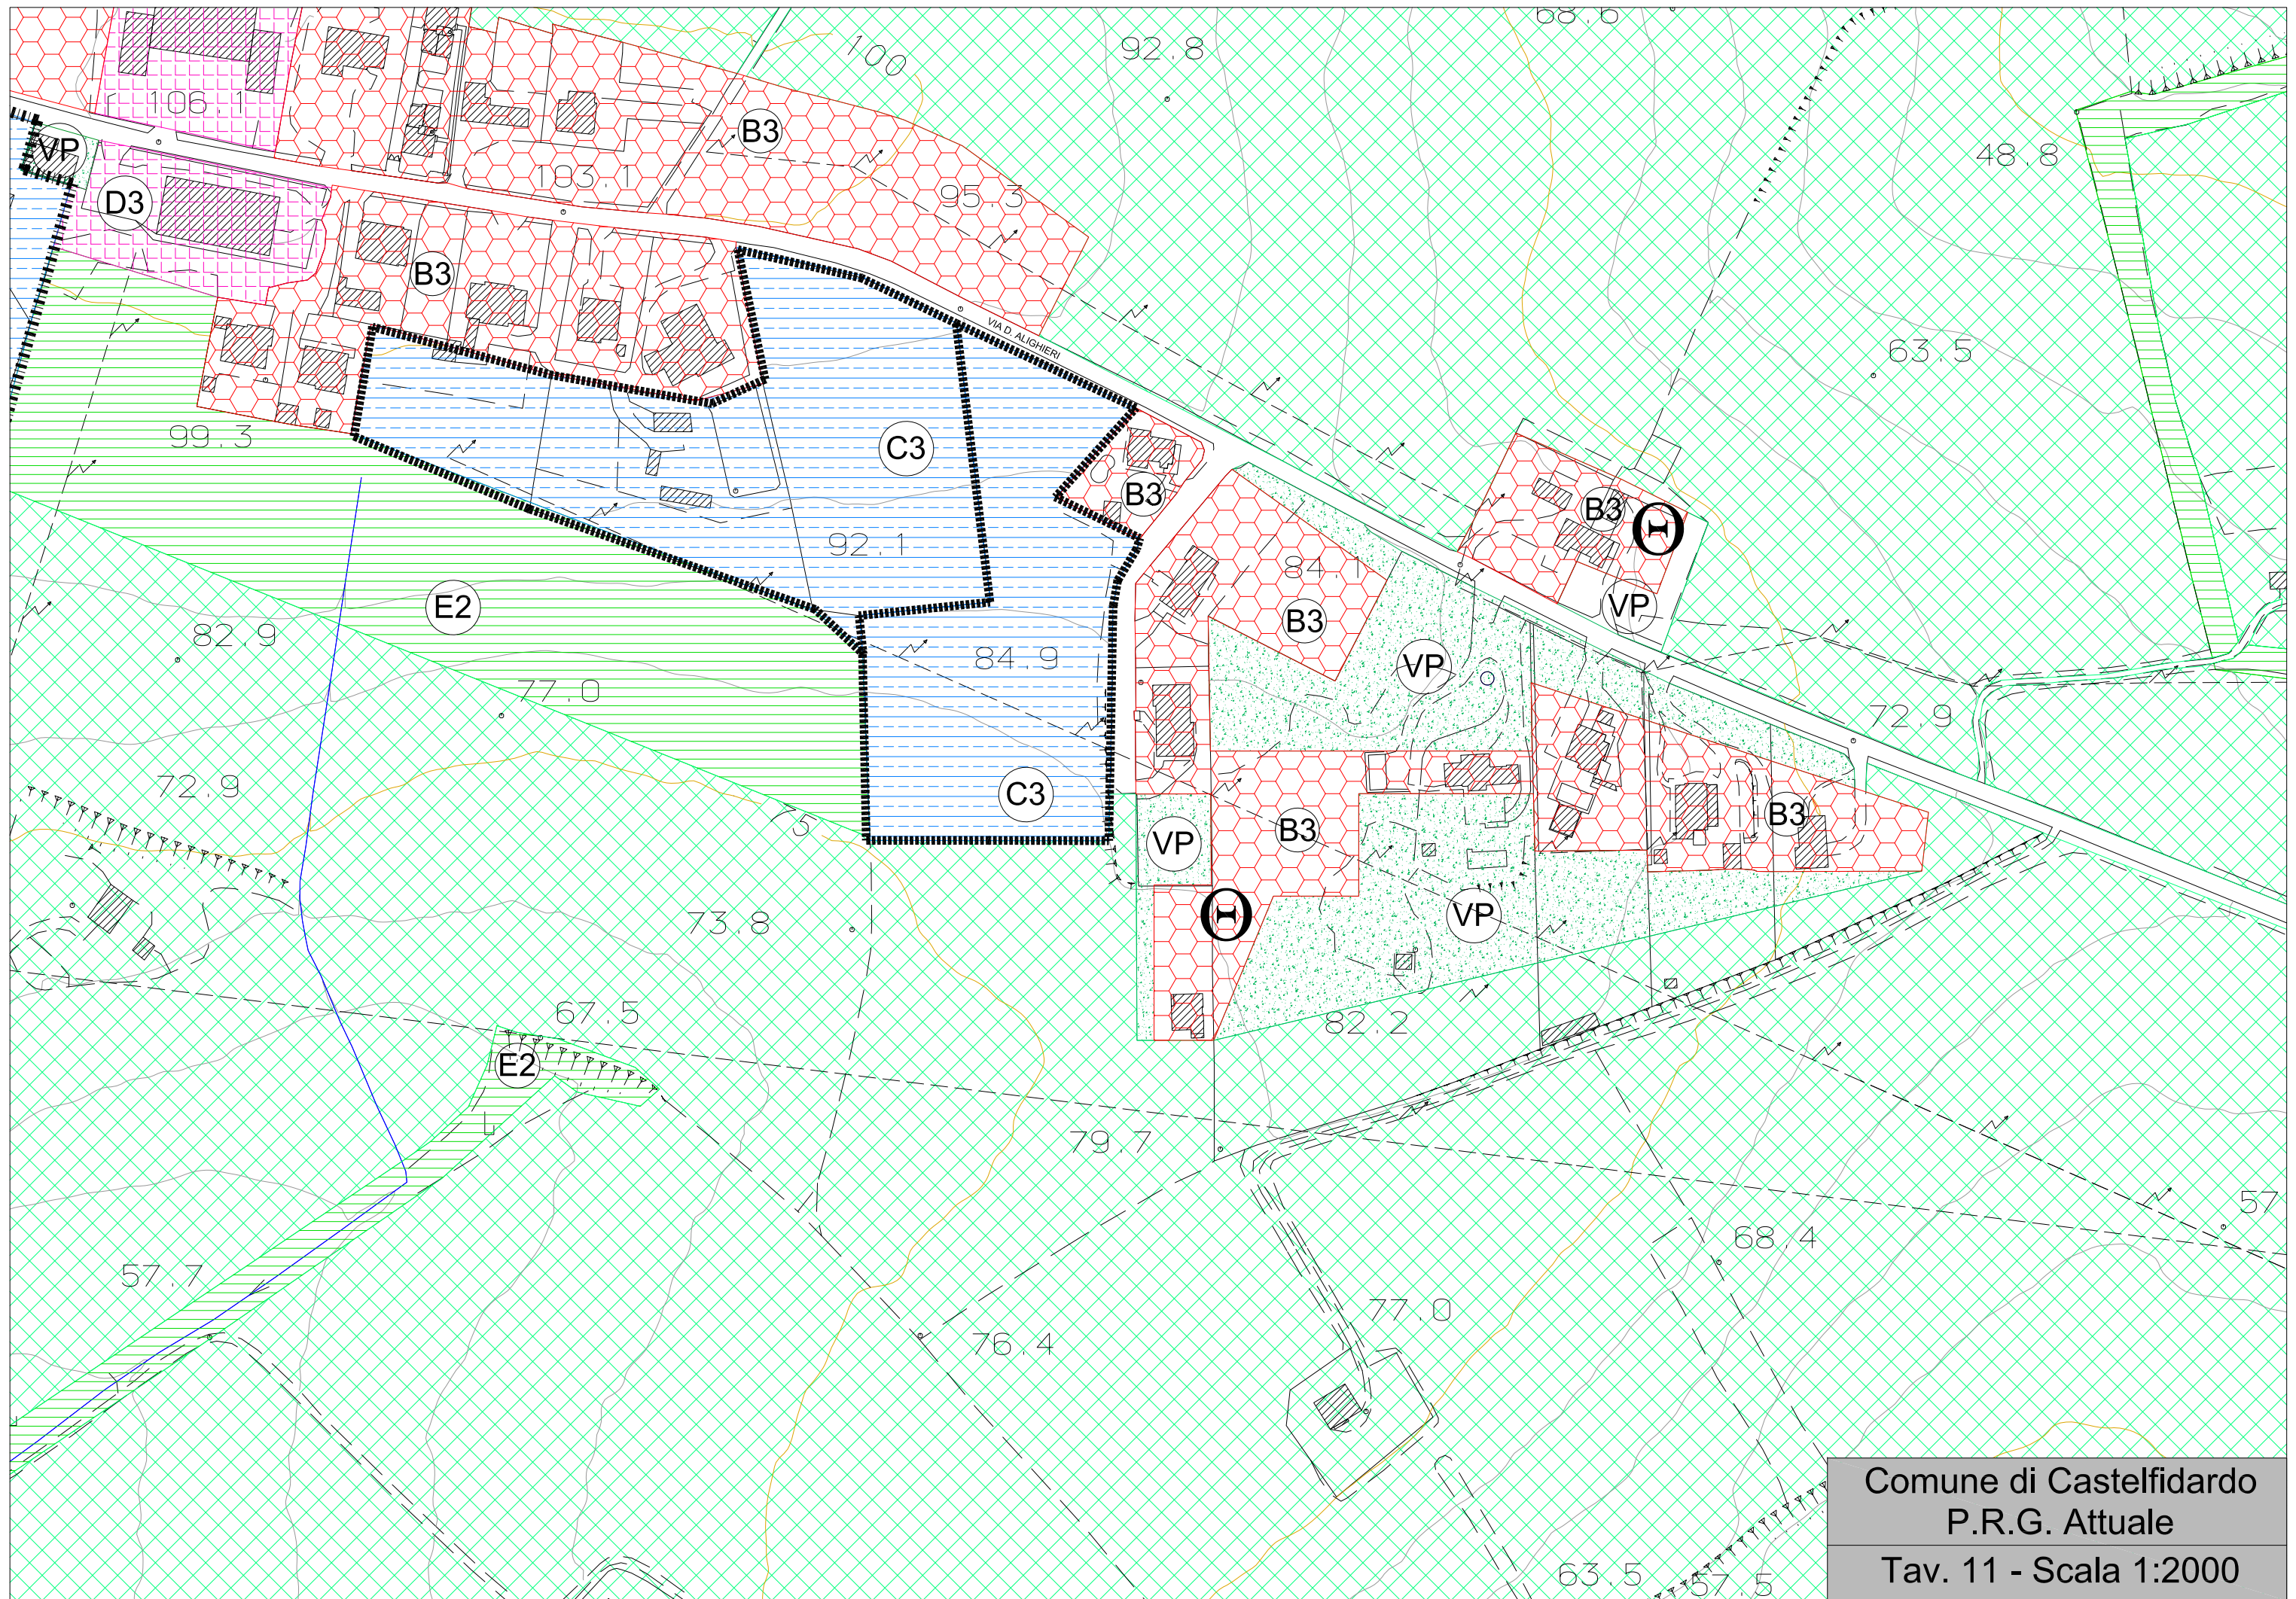 68,6
92,8
100
106,1
B3
48,8
VP
103,1
95,3
D3
B3
VIA D. ALIGHIERI
63,5
99,3
C3
B3
B3
Θ
92,1
84,1
E2
VP
B3
82,9
84,9
VP
77,0
72,9
72,9
C3
75
B3
B3
VP
73,8
Θ
VP
67,5
82,2
E2
79,7
57
68,4
57,7
77,0
76,4
Comune di Castelfidardo
P.R.G. Attuale
Tav. 11 - Scala 1:2000
63,5
57,5